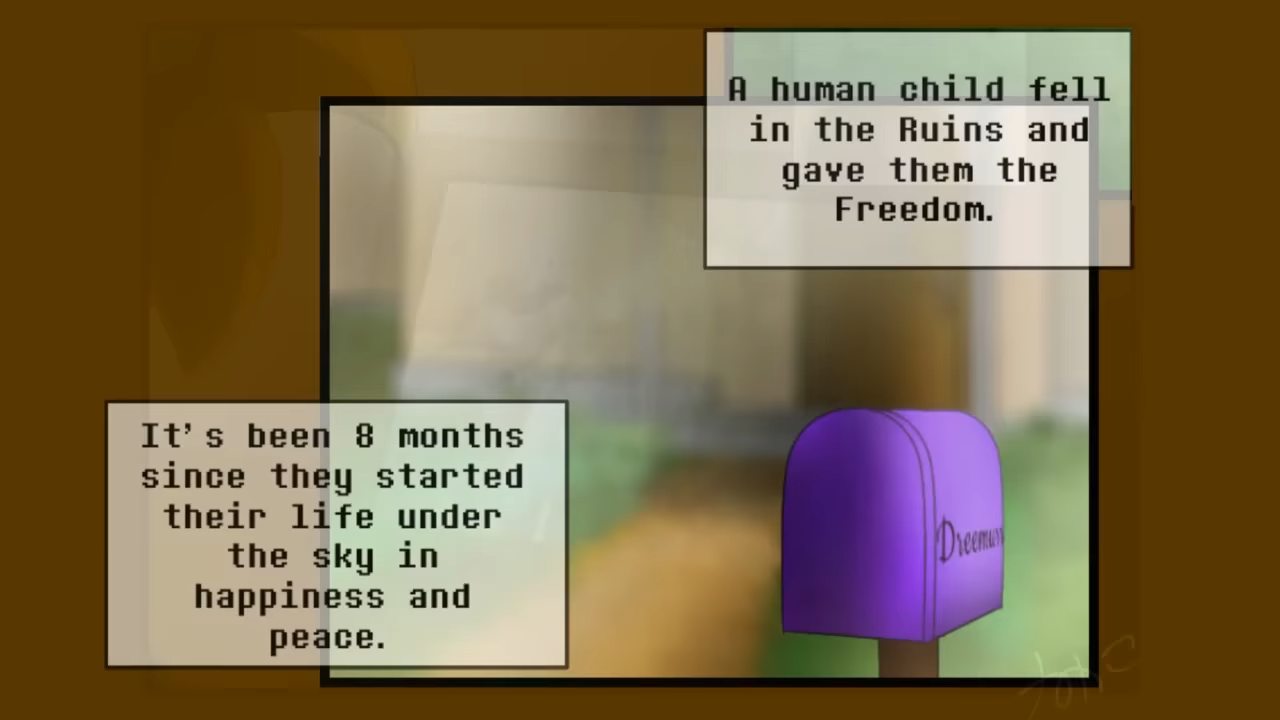 A human child fell
in the Ruins and
gave them the
Freedom.
It's been 8 months
since they started
their life under
the sky in
happiness and
peace.